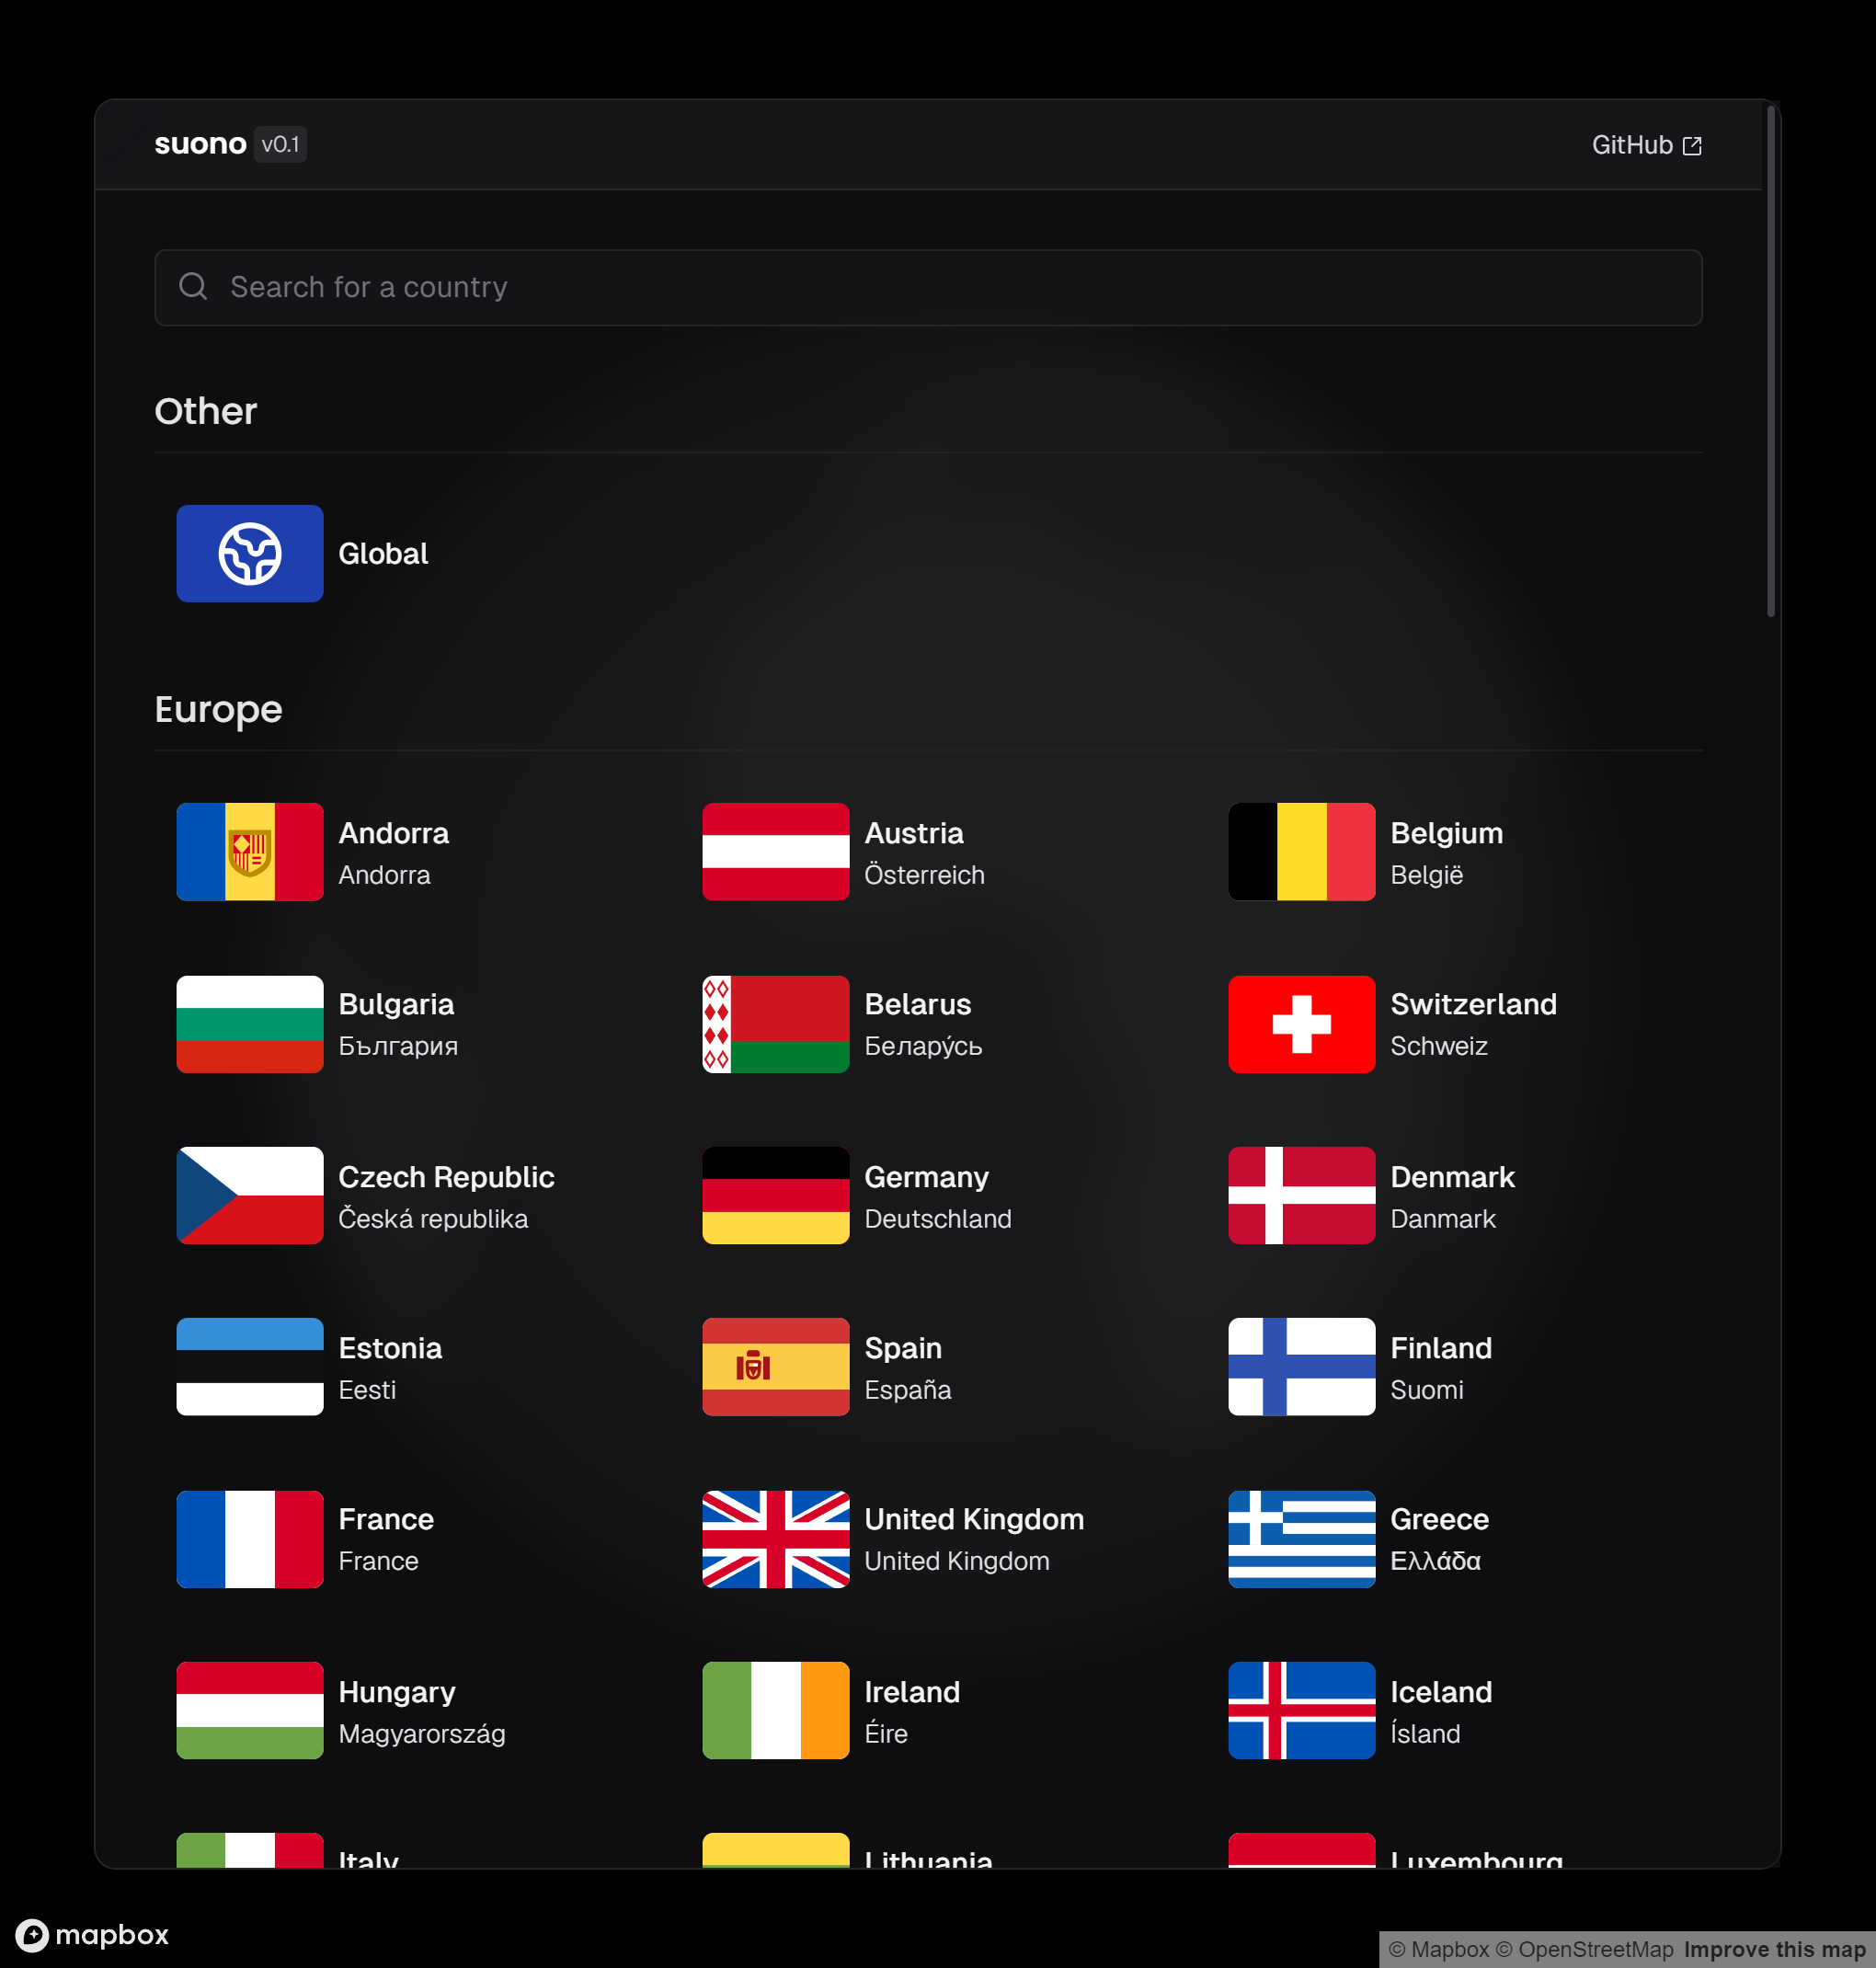 suono v0.1
GitHub
Search for a country
Other
Global
Europe
Andorra
Andorra
Austria
Österreich
Belgium
België
Bulgaria
България
Belarus
Белару́сь
Switzerland
Schweiz
Czech Republic
Česká republika
Germany
Deutschland
Denmark
Danmark
Estonia
Eesti
Spain
España
Finland
Suomi
France
France
United Kingdom
United Kingdom
Greece
Ελλάδα
Hungary
Magyarország
Ireland
Éire
Iceland
Ísland
Italy
Lithuania
Luxembourg
mapbox
© Mapbox © OpenStreetMap Improve this map